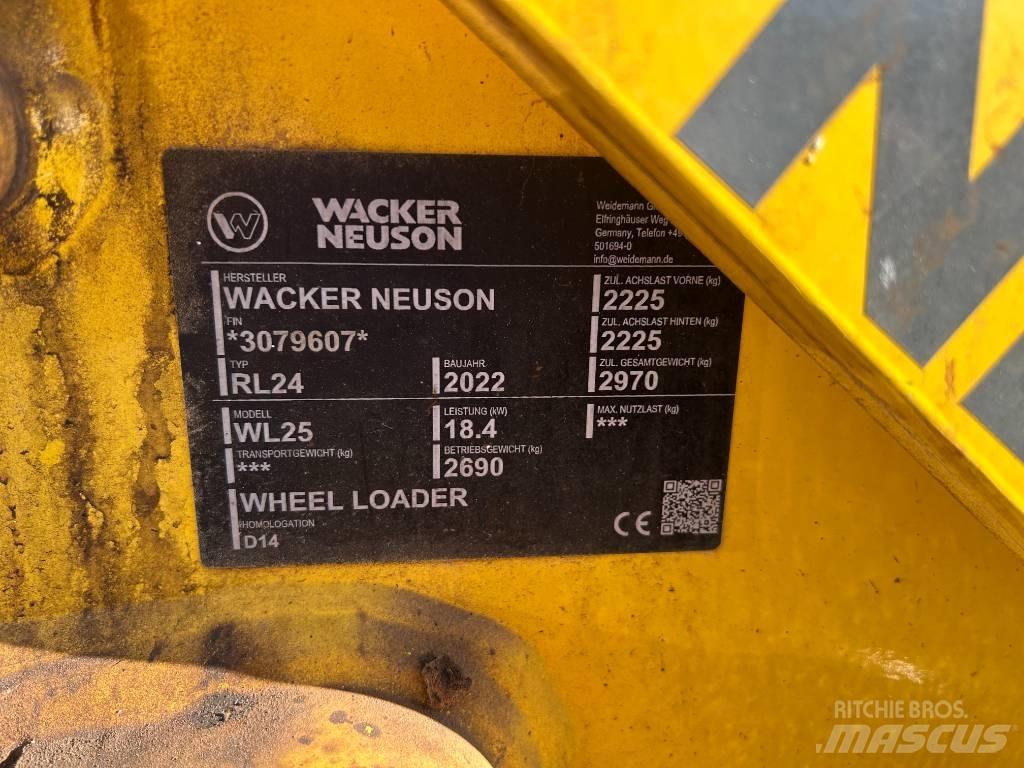 W
WACKER
NEUSON
Weidemann
Elfringhäuser Weg
Germany, Telefon +49
501694-0
info@weidemann.de
HERSTELLER
WACKER NEUSON
FIN
*3079607*
TYP
RL24
BAUJAHR
2022
MODELL
WL25
LEISTUNG (kW)
18.4
TRANSPORTGEWICHT (kg)
***
BETRIEBSGEWICHT (kg)
2690
WHEEL LOADER
HOMOLOGATION
D14
ZUL. ACHSLAST VORNE (kg)
2225
ZUL. ACHSLAST HINTEN (kg)
2225
ZUL. GESAMTGEWICHT (kg)
2970
MAX. NUTZLAST (kg)
***
CE
RITCHIE BROS.
MASCUS